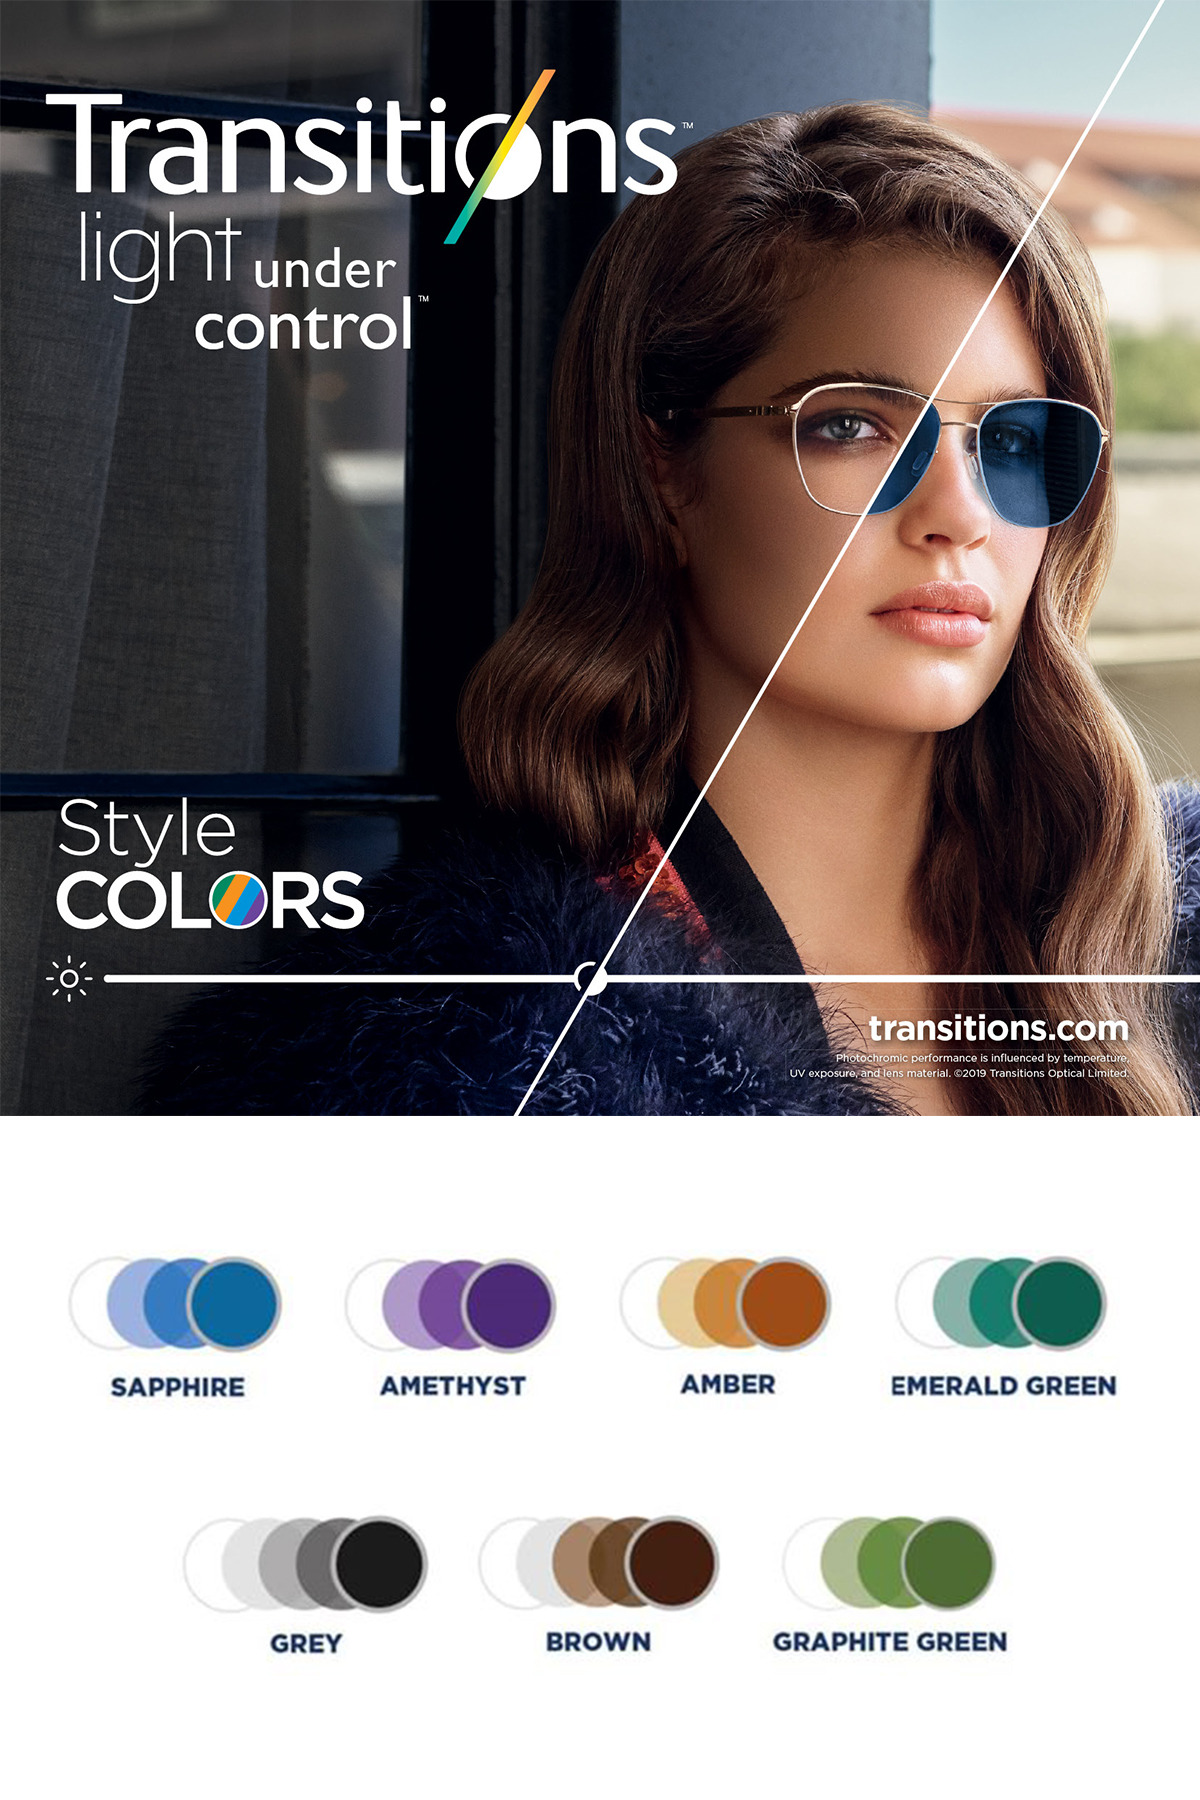 Transitions™
light under
control™
Style
COLORS
transitions.com
Photochromic performance is influenced by temperature,
UV exposure, and lens material. ©2019 Transitions Optical Limited.
SAPPHIRE
AMETHYST
AMBER
EMERALD GREEN
GREY
BROWN
GRAPHITE GREEN